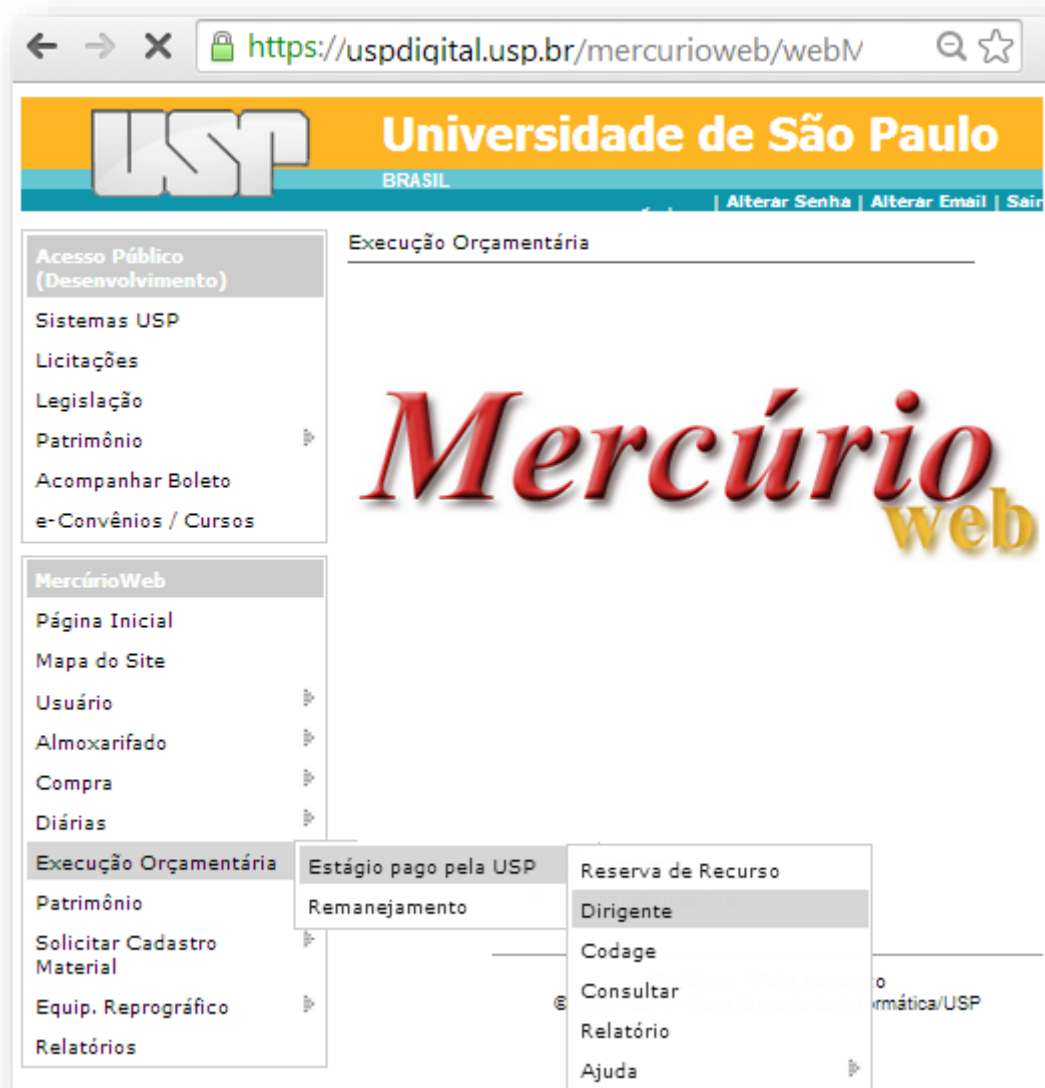 https://uspdigital.usp.br/mercurioweb/webM
USP
Universidade de São Paulo
BRASIL
| Alterar Senha | Alterar Email | Sair
Acesso Público
(Desenvolvimento)
Sistemas USP
Licitações
Legislação
Patrimônio
Acompanhar Boleto
e-Convênios / Cursos
MercúrioWeb
Página Inicial
Mapa do Site
Usuário
Almoxarifado
Compra
Diárias
Execução Orçamentária
Patrimônio
Solicitar Cadastro
Material
Equip. Reprográfico
Relatórios
Execução Orçamentária
Mercúrio
web
Estágio pago pela USP
Remanejamento
Reserva de Recurso
Dirigente
Codage
Consultar
Relatório
Ajuda
©
rmática/USP